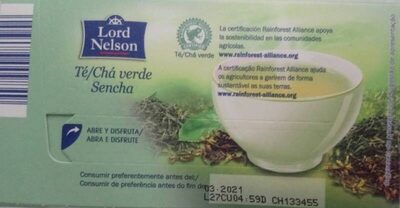 Lord
Nelson
Té/Chá verde
Sencha
Té/Chá verde
La certificación Rainforest Alliance apoya
la sostenibilidad en las comunidades
agrícolas.
www.rainforest-alliance.org
A certificação Rainforest Alliance ajuda
os agricultores a gerirem de forma
sustentável as suas terras.
www.rainforest-alliance.org
ABRE Y DISFRUTA/
ABRA E DISFRUTE
Consumir preferentemente antes del/
Consumir de preferência antes do fim de:
03.2021
L27CU04:59D CH133455